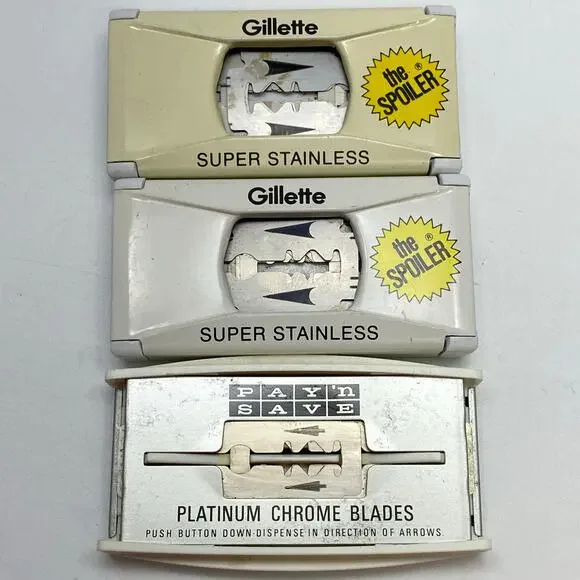 Gillette
the
SPOILER®
SUPER STAINLESS
Gillette
the
SPOILER®
SUPER STAINLESS
PAY'n
SAVE
PLATINUM CHROME BLADES
PUSH BUTTON DOWN-DISPENSE IN DIRECTION OF ARROWS.